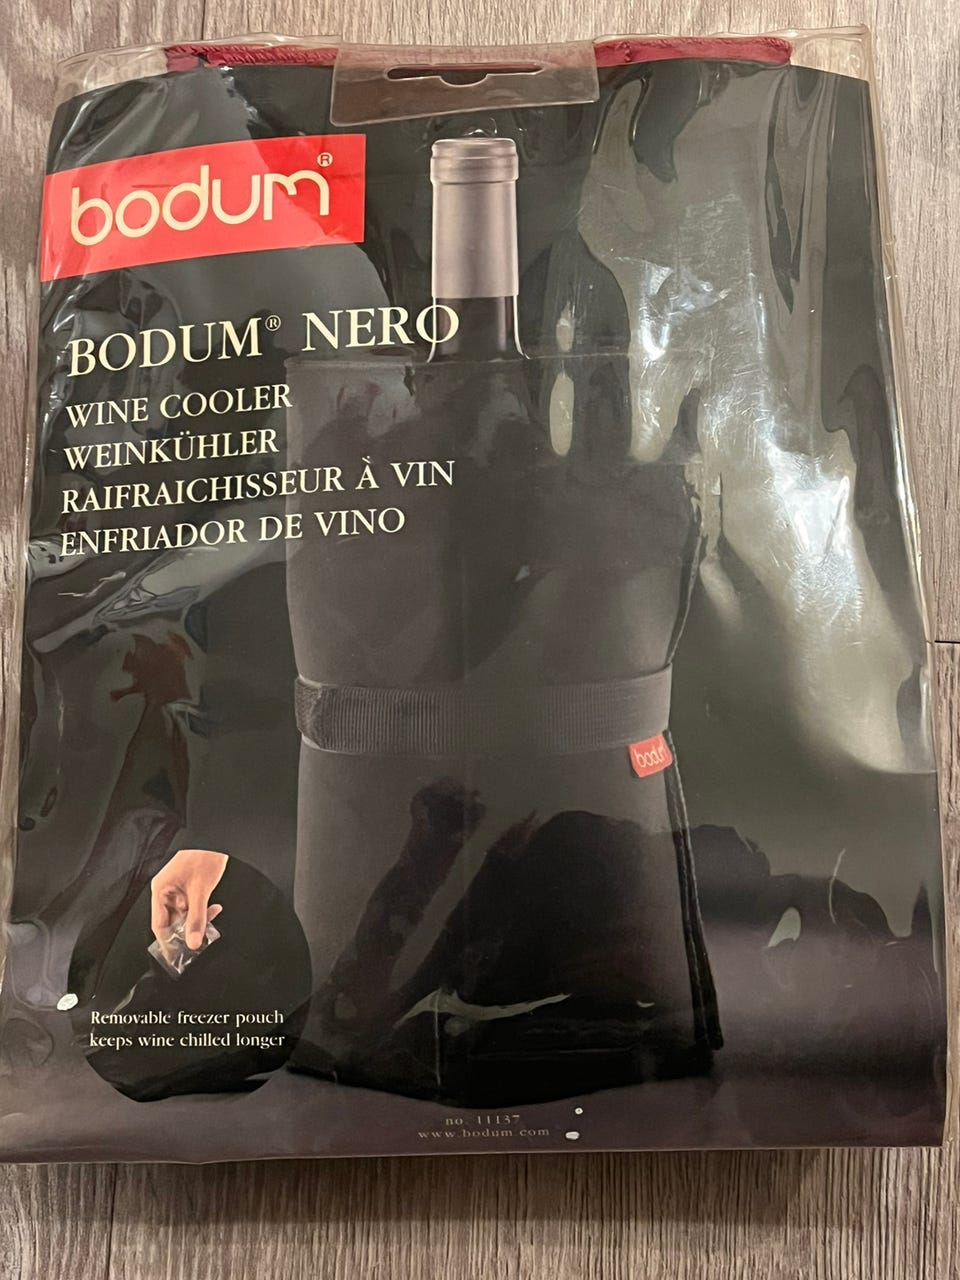 bodum®
BODUM® NERO
WINE COOLER
WEINKÜHLER
RAIFRAICHISSEUR À VIN
ENFRIADOR DE VINO
bodum
Removable freezer pouch
keeps wine chilled longer
no. 11137
www.bodum.com